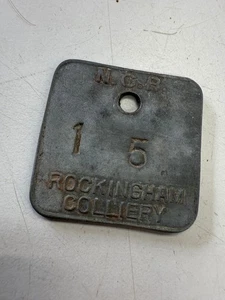 N.C.B.
1 5
ROCKINGHAM
COLLIERY